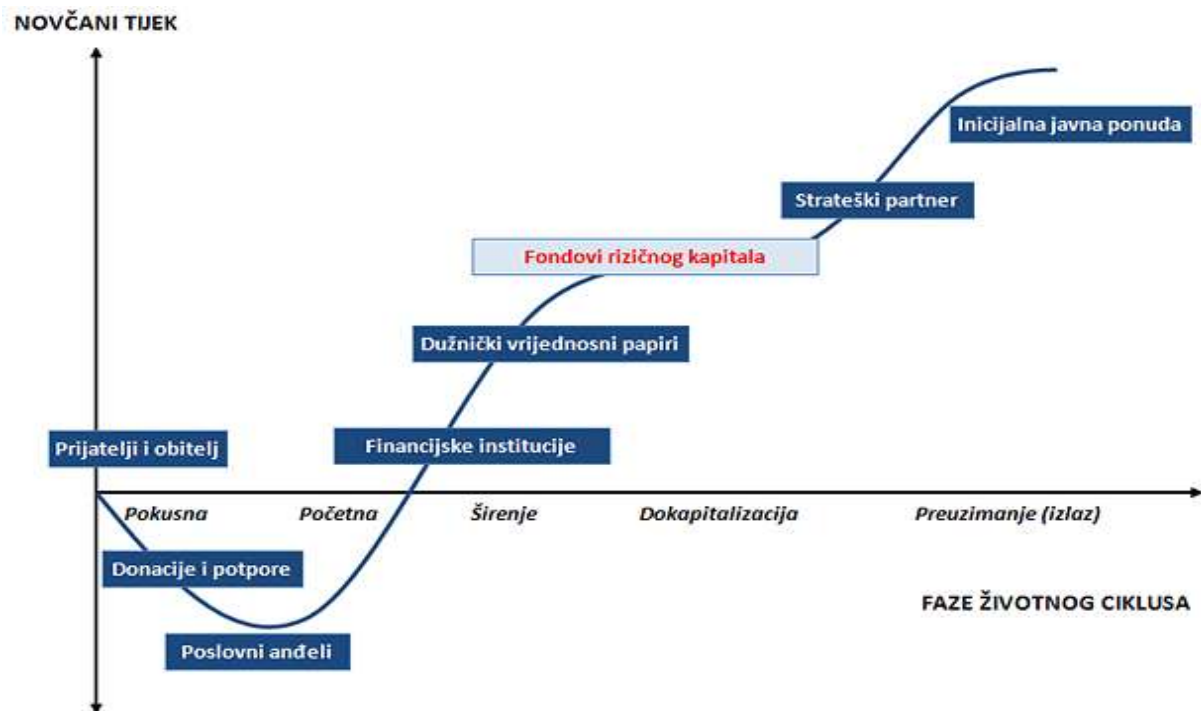 NOVČANI TIJEK
Inicijalna javna ponuda
Strateški partner
Fondovi rizičnog kapitala
Dužnički vrijednosni papiri
Prijatelji i obitelj
Financijske institucije
Pokusna
Početna
Širenje
Dokapitalizacija
Preuzimanje (izlaz)
Donacije i potpore
FAZE ŽIVOTNOG CIKLUSA
Poslovni anđeli